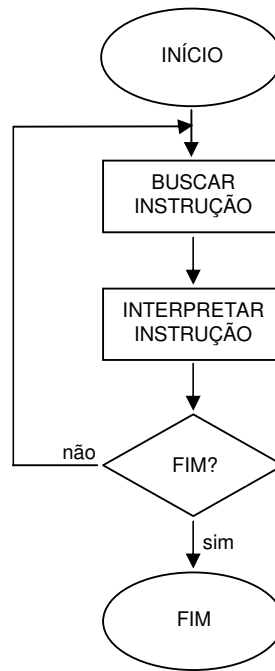 INÍCIO
BUSCAR
INSTRUÇÃO
INTERPRETAR
INSTRUÇÃO
não
FIM?
sim
FIM